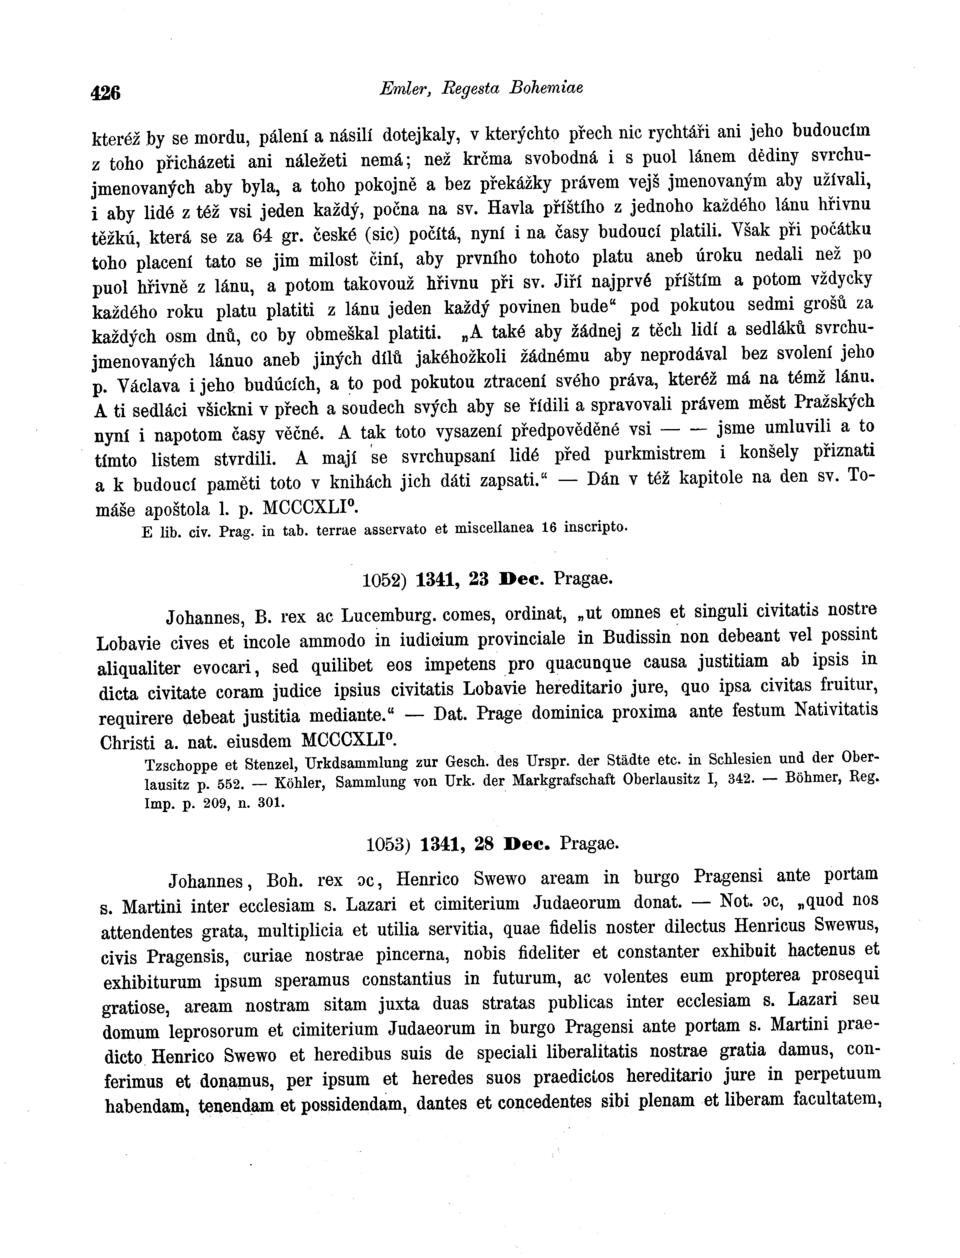 426 Emler, Regesta Bohemiae
kteréž by se mordu, pálení a násilí dotejkaly, v kterýchto přech nic rychtáři ani jeho budoucím
z toho přicházeti ani náležeti nemá; než krčma svobodná i s puol lánem dědiny svrchu-
jmenovaných aby byla, a toho pokojně a bez překážky právem vejš jmenovaným aby užívali,
i aby lidé z též vsi jeden každý, počna na sv. Havla příštího z jednoho každého lánu hřivnu
těžkú, která se za 64 gr. české (sic) počítá, nyní i na časy budoucí platili. Však při počátku
toho placení tato se jim milost činí, aby prvního tohoto platu aneb úroku nedali než po
puol hřivně z lánu, a potom takovouž hřivnu při sv. Jiří najprvé příštím a potom vždycky
každého roku platu platiti z lánu jeden každý povinen bude“ pod pokutou sedmi grošů za
každých osm dnů, co by obmeškal platiti. „A také aby žádnej z těch lidí a sedláků svrchu-
jmenovaných lánuo aneb jiných dílů jakéhožkoli žádnému aby neprodával bez svolení jeho
p. Václava i jeho budúcích, a to pod pokutou ztracení svého práva, kteréž má na témž lánu.
A ti sedláci všickni v přech a soudech svých aby se řídili a spravovali právem měst Pražských
nyní i napotom časy věčné. A tak toto vysazení předpověděné vsi — — jsme umluvili a to
tímto listem stvrdili. A mají se svrchupsaní lidé před purkmistrem i konšely přiznati
a k budoucí paměti toto v knihách jich dáti zapsati.“ — Dán v též kapitole na den sv. To-
máše apoštola l. p. MCCCXLI⁰.
E lib. civ. Prag. in tab. terrae asservato et miscellanea 16 inscripto.
1052) 1341, 23 Dec. Pragae.
Johannes, B. rex ac Lucemburg. comes, ordinat, „ut omnes et singuli civitatis nostre
Lobavie cives et incole ammodo in iudicium provinciale in Budissin non debeant vel possint
aliqualiter evocari, sed quilibet eos impetens pro quacunque causa justitiam ab ipsis in
dicta civitate coram judice ipsius civitatis Lobavie hereditario jure, quo ipsa civitas fruitur,
requirere debeat justitia mediante.“ — Dat. Prage dominica proxima ante festum Nativitatis
Christi a. nat. eiusdem MCCCXLI⁰.
Tzschoppe et Stenzel, Urkdsammlung zur Gesch. des Urspr. der Städte etc. in Schlesien und der Ober-
lausitz p. 552. — Köhler, Sammlung von Urk. der Markgrafschaft Oberlausitz I, 342. — Böhmer, Reg.
Imp. p. 209, n. 301.
1053) 1341, 28 Dec. Pragae.
Johannes, Boh. rex ɔc, Henrico Swewo aream in burgo Pragensi ante portam
s. Martini inter ecclesiam s. Lazari et cimiterium Judaeorum donat. — Not. ɔc, „quod nos
attendentes grata, multiplicia et utilia servitia, quae fidelis noster dilectus Henricus Swewus,
civis Pragensis, curiae nostrae pincerna, nobis fideliter et constanter exhibuit hactenus et
exhibiturum ipsum speramus constantius in futurum, ac volentes eum propterea prosequi
gratiose, aream nostram sitam juxta duas stratas publicas inter ecclesiam s. Lazari seu
domum leprosorum et cimiterium Judaeorum in burgo Pragensi ante portam s. Martini prae-
dicto Henrico Swewo et heredibus suis de speciali liberalitatis nostrae gratia damus, con-
ferimus et donamus, per ipsum et heredes suos praedictos hereditario jure in perpetuum
habendam, tenendam et possidendam, dantes et concedentes sibi plenam et liberam facultatem,